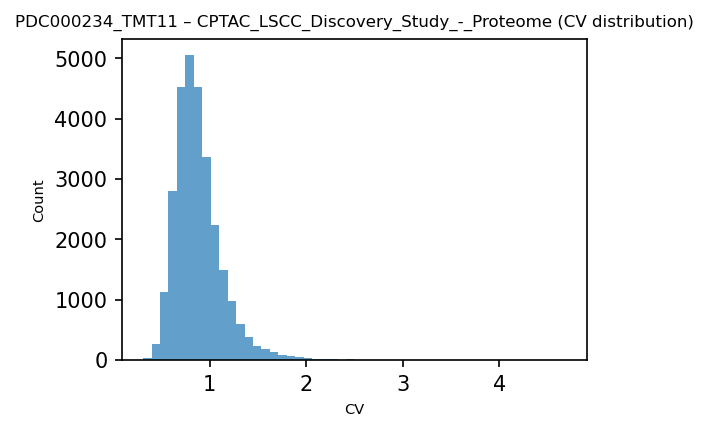 PDC000234_TMT11 – CPTAC_LSCC_Discovery_Study_-_Proteome (CV distribution)
5000
4000
3000
2000
1000
0
Count
1 2 3 4
CV